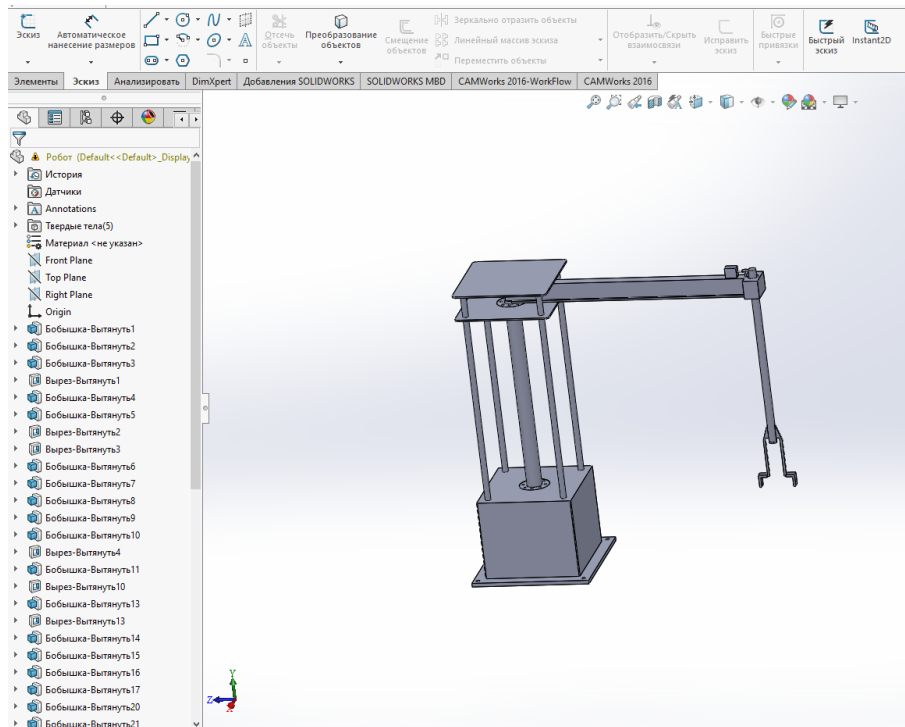 Эскиз
Автоматическое
нанесение размеров
Отсечь
объекты
Преобразование
объектов
Смещение
объектов
Зеркально отразить объекты
Линейный массив эскиза
Переместить объекты
Отобразить/Скрыть
взаимосвязи
Исправить
эскиз
Быстрые
привязки
Быстрый
эскиз
Instant2D
Элементы Эскиз Анализировать DimXpert Добавления SOLIDWORKS SOLIDWORKS MBD CAMWorks 2016-WorkFlow CAMWorks 2016
Робот (Default<<Default>_Display
История
Датчики
Annotations
Твердые тела(5)
Материал <не указан>
Front Plane
Top Plane
Right Plane
Origin
Бобышка-Вытянуть1
Бобышка-Вытянуть2
Бобышка-Вытянуть3
Вырез-Вытянуть1
Бобышка-Вытянуть4
Бобышка-Вытянуть5
Вырез-Вытянуть2
Вырез-Вытянуть3
Бобышка-Вытянуть6
Бобышка-Вытянуть7
Бобышка-Вытянуть8
Бобышка-Вытянуть9
Бобышка-Вытянуть10
Вырез-Вытянуть4
Бобышка-Вытянуть11
Вырез-Вытянуть10
Бобышка-Вытянуть13
Вырез-Вытянуть13
Бобышка-Вытянуть14
Бобышка-Вытянуть15
Бобышка-Вытянуть16
Бобышка-Вытянуть17
Бобышка-Вытянуть20
Бобышка-Вытянуть21
Y
Z
X